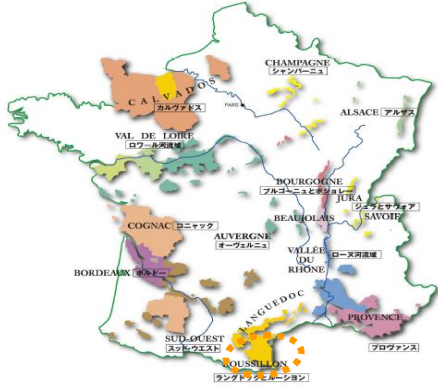 CHAMPAGNE
シャンパーニュ
CALVADOS
カルヴァドス
PARIS
ALSACE アルザス
VAL DE LOIRE
ロワール河流域
BOURGOGNE
ブルゴーニュとボジョレー
JURA
ジュラとサヴォア
SAVOIE
BEAUJOLAIS
COGNAC コニャック
AUVERGNE
オーヴェルニュ
VALLÉE
DU
RHÔNE
ローヌ河流域
BORDEAUX ボルドー
LANGUEDOC
PROVENCE
プロヴァンス
SUD-OUEST
スッド・ウエスト
ROUSSILLON
ラングドックとルーション